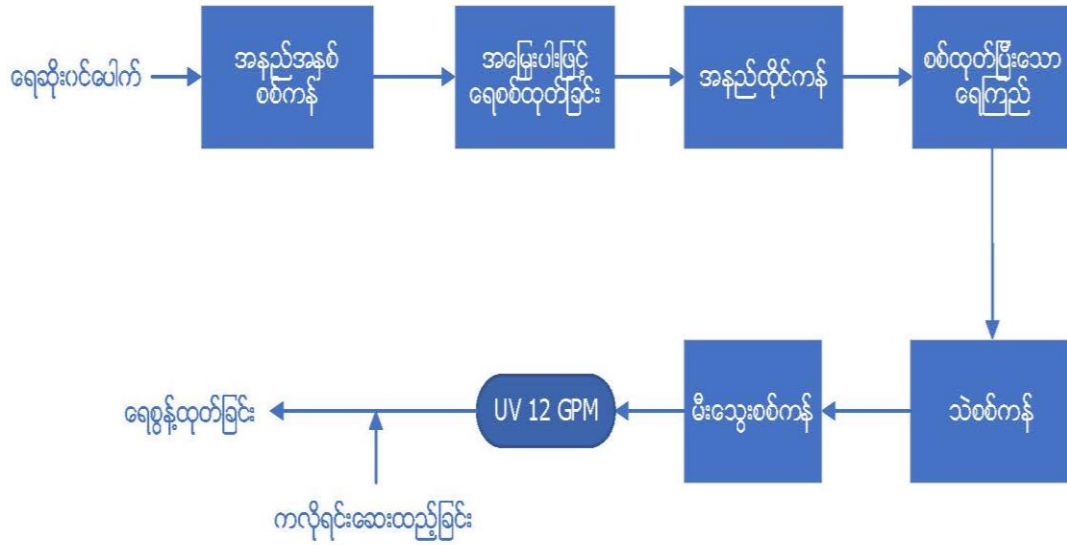 ရေဆိုးဝင်ပေါက်
အနည်အနှစ်
စစ်ကန်
အမြှေးပါးဖြင့်
ရေစစ်ထုတ်ခြင်း
အနည်ထိုင်ကန်
စစ်ထုတ်ပြီးသော
ရေကြည်
သဲစစ်ကန်
မီးသွေးစစ်ကန်
UV 12 GPM
ရေစွန့်ထုတ်ခြင်း
ကလိုရင်းဆေးထည့်ခြင်း